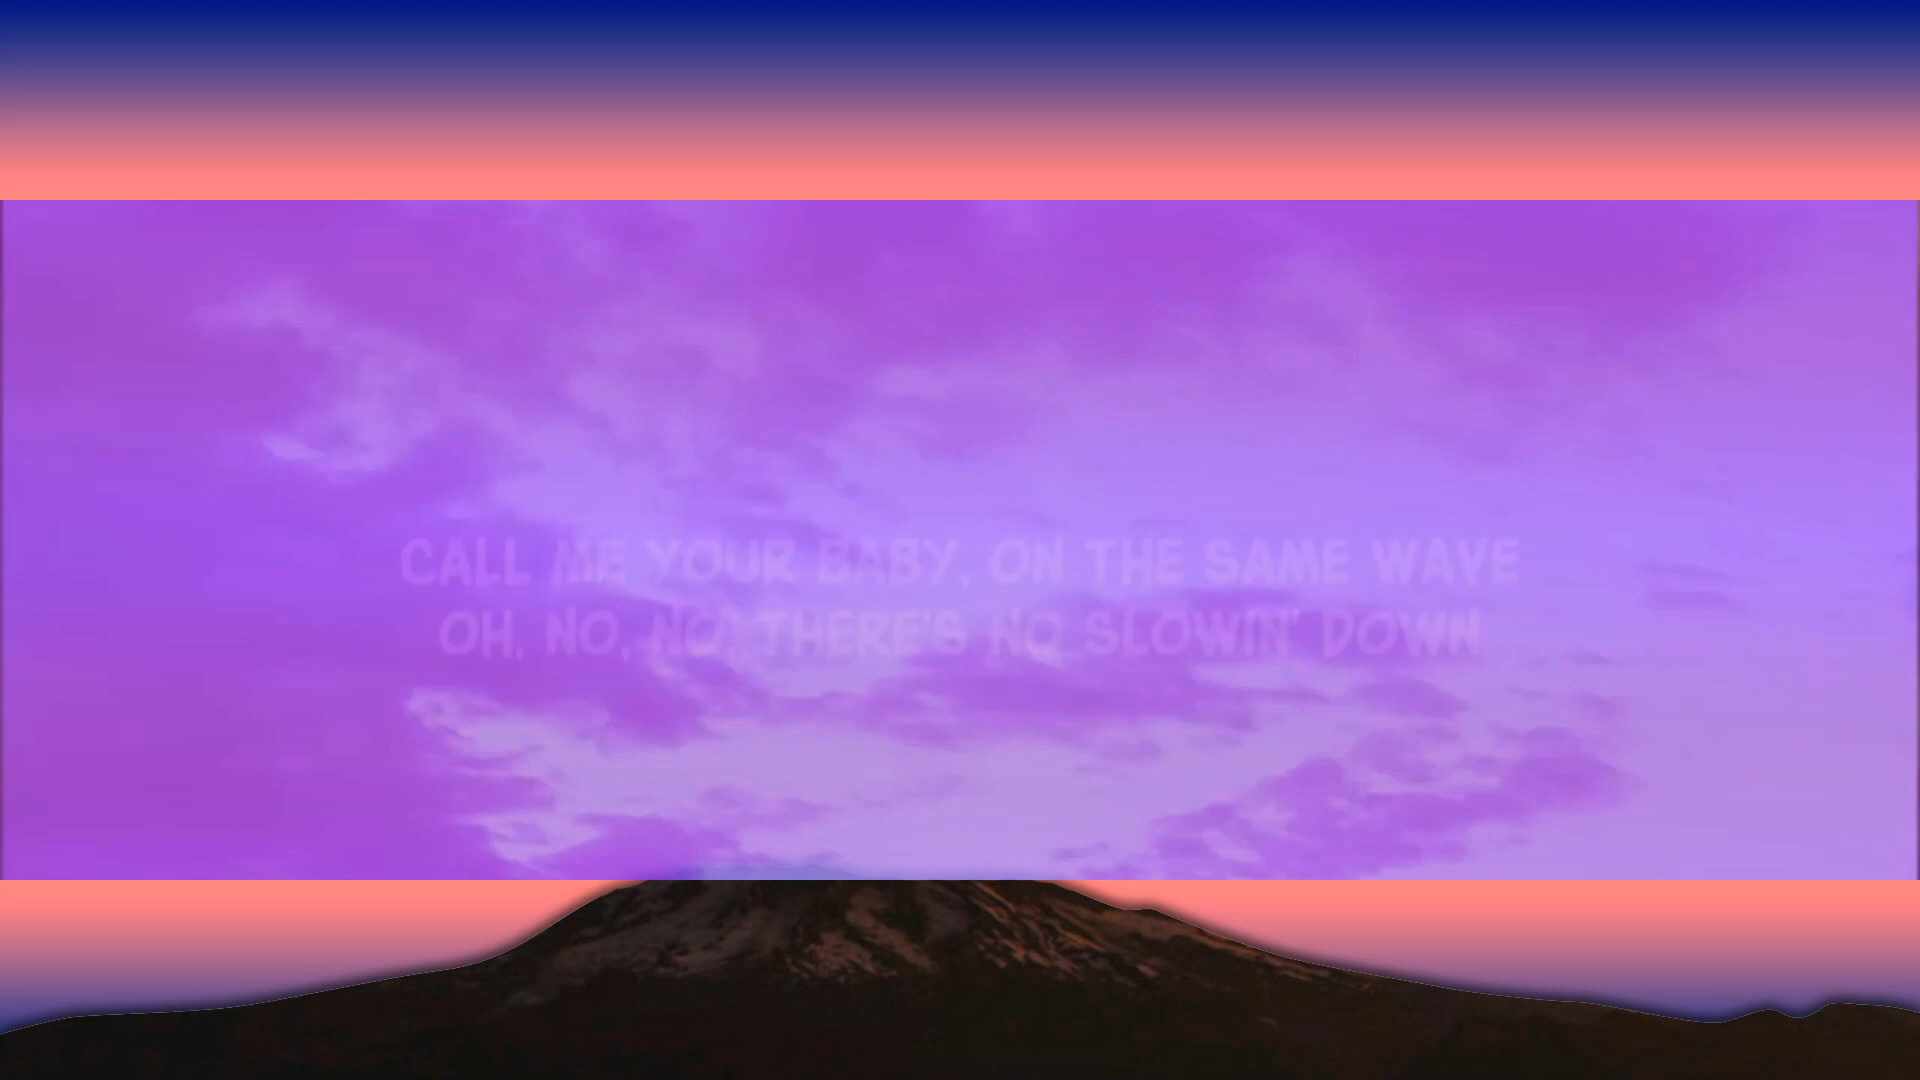 CALL ME YOUR BABY, ON THE SAME WAVE
OH, NO, NO, THERE'S NO SLOWIN' DOWN